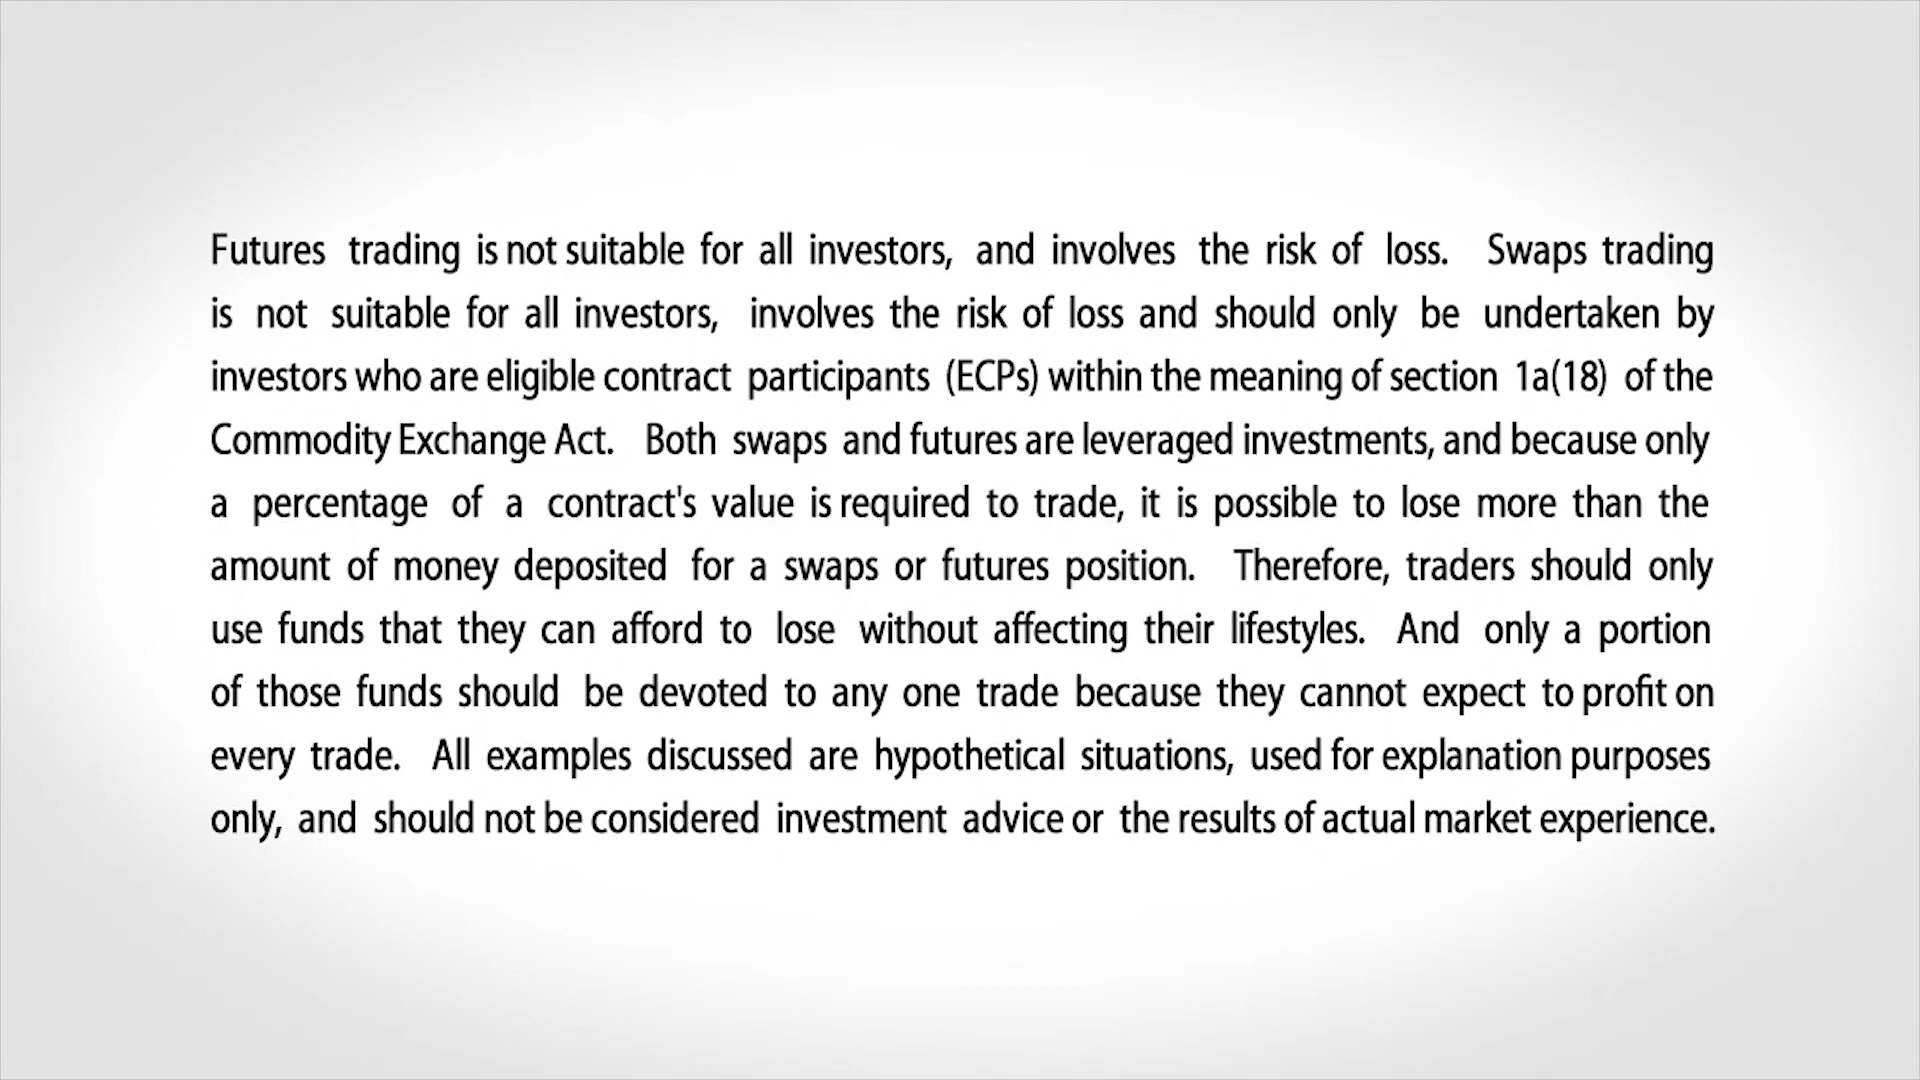 Futures trading is not suitable for all investors, and involves the risk of loss. Swaps trading
is not suitable for all investors, involves the risk of loss and should only be undertaken by
investors who are eligible contract participants (ECPs) within the meaning of section 1a(18) of the
Commodity Exchange Act. Both swaps and futures are leveraged investments, and because only
a percentage of a contract's value is required to trade, it is possible to lose more than the
amount of money deposited for a swaps or futures position. Therefore, traders should only
use funds that they can afford to lose without affecting their lifestyles. And only a portion
of those funds should be devoted to any one trade because they cannot expect to profit on
every trade. All examples discussed are hypothetical situations, used for explanation purposes
only, and should not be considered investment advice or the results of actual market experience.